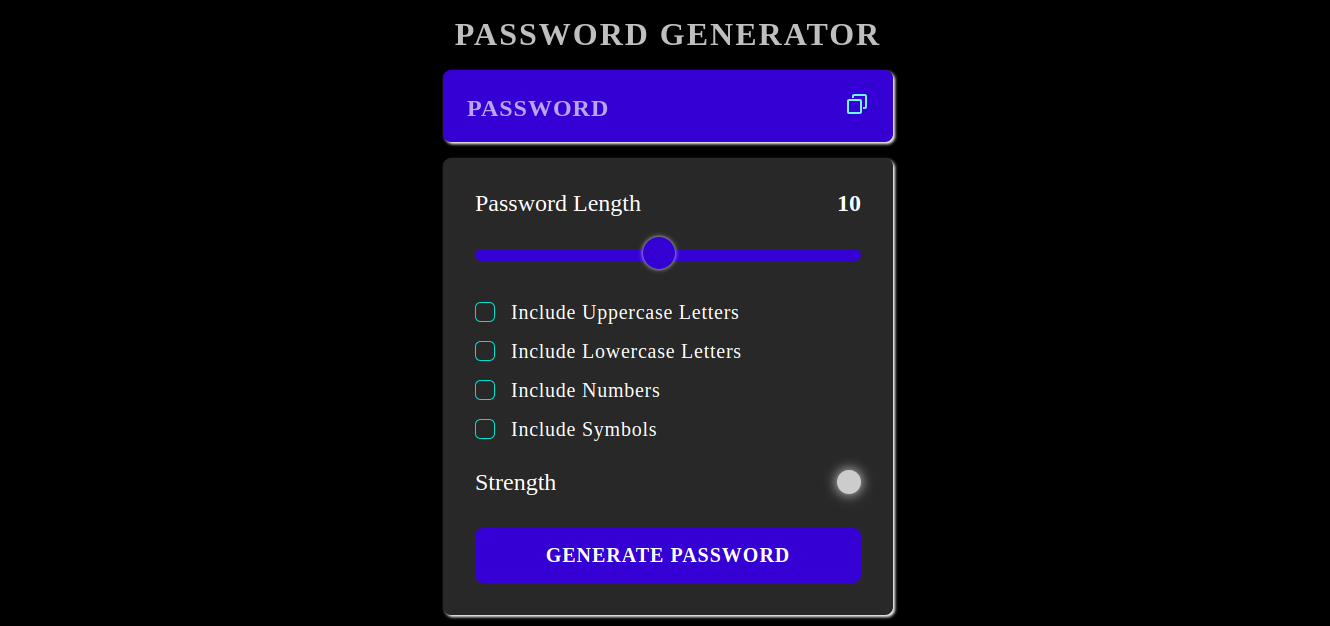 PASSWORD GENERATOR
PASSWORD
Password Length 10
Include Uppercase Letters
Include Lowercase Letters
Include Numbers
Include Symbols
Strength
GENERATE PASSWORD